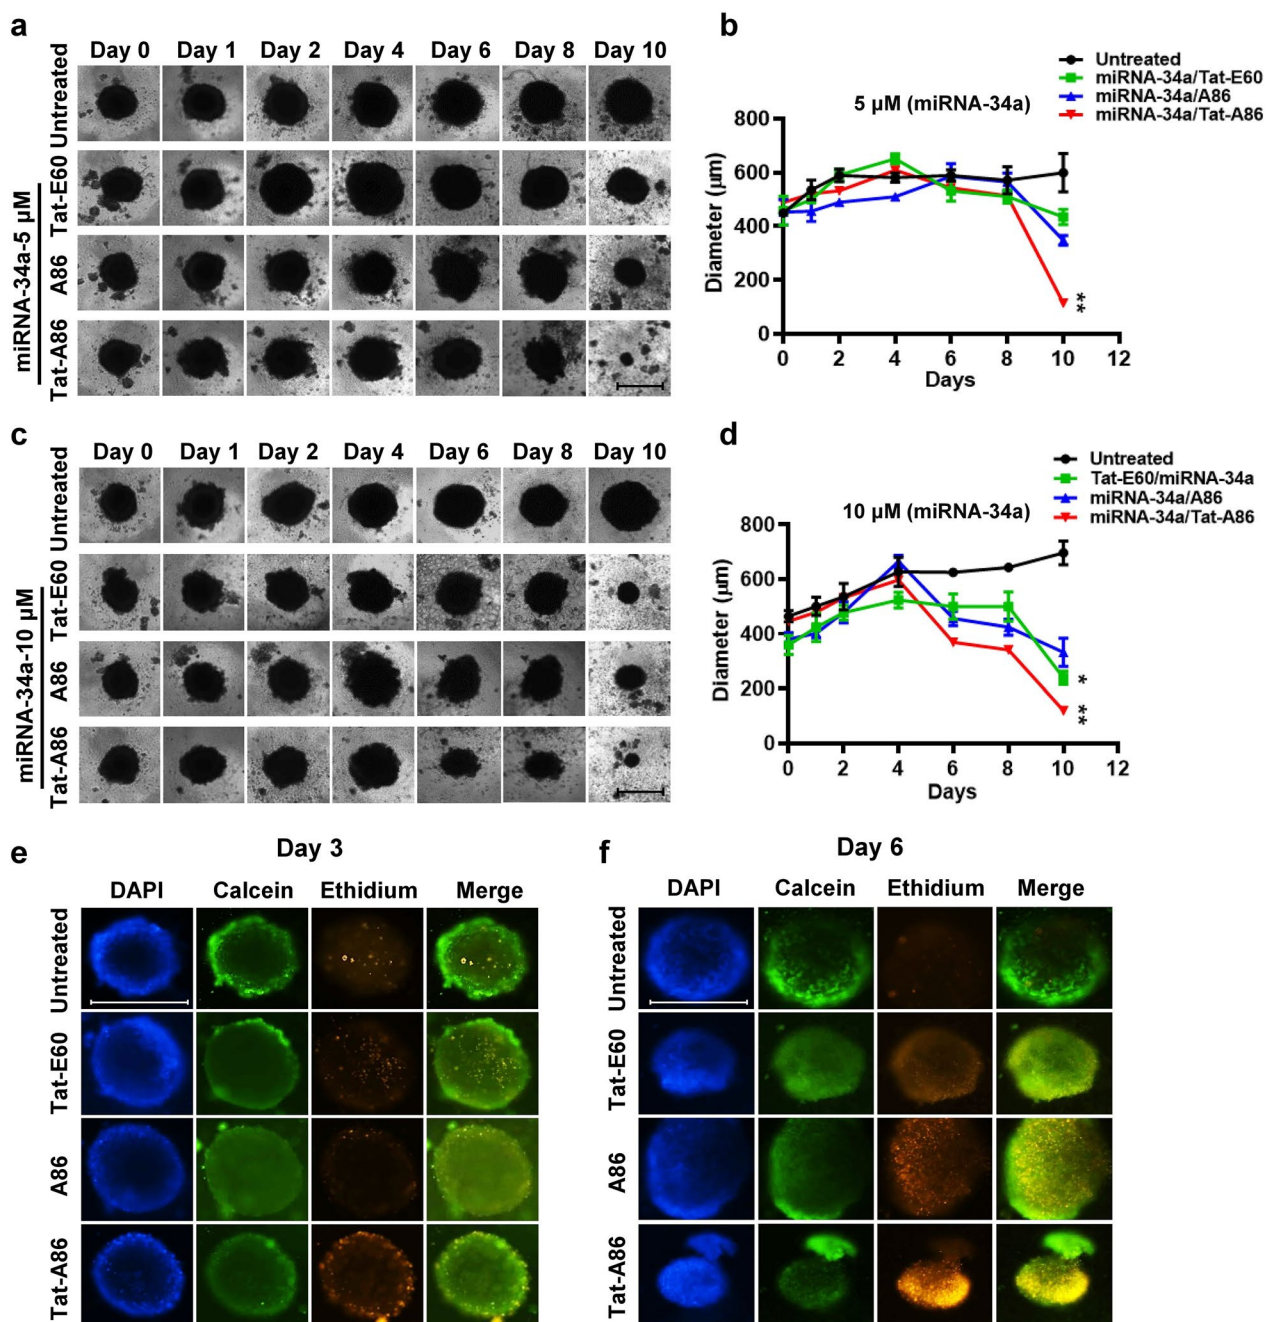 a
Day 0 Day 1 Day 2 Day 4 Day 6 Day 8 Day 10
Untreated
Tat-E60
A86
Tat-A86
miRNA-34a-5 µM
b
Untreated
miRNA-34a/Tat-E60
miRNA-34a/A86
miRNA-34a/Tat-A86
5 µM (miRNA-34a)
800
600
400
200
0
Diameter (µm)
**
0 2 4 6 8 10 12
Days
c
Day 0 Day 1 Day 2 Day 4 Day 6 Day 8 Day 10
Untreated
Tat-E60
A86
Tat-A86
miRNA-34a-10 µM
d
Untreated
Tat-E60/miRNA-34a
miRNA-34a/A86
miRNA-34a/Tat-A86
10 µM (miRNA-34a)
800
600
400
200
0
Diameter (µm)
*
**
0 2 4 6 8 10 12
Days
e
Day 3
DAPI Calcein Ethidium Merge
Untreated
Tat-E60
A86
Tat-A86
f
Day 6
DAPI Calcein Ethidium Merge
Untreated
Tat-E60
A86
Tat-A86